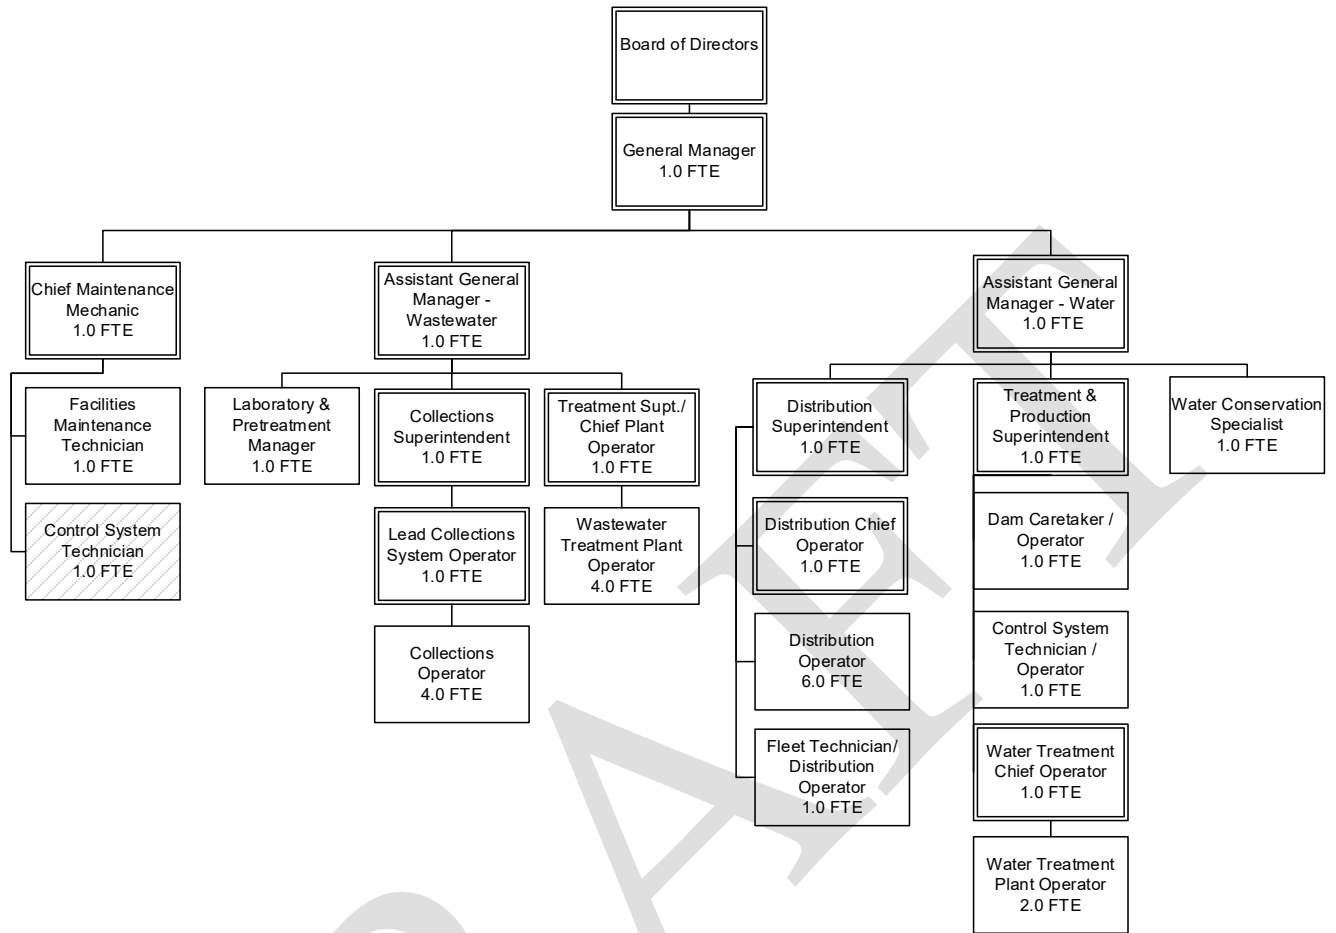 Board of Directors
General Manager
1.0 FTE
Chief Maintenance
Mechanic
1.0 FTE
Assistant General
Manager -
Wastewater
1.0 FTE
Assistant General
Manager - Water
1.0 FTE
Facilities
Maintenance
Technician
1.0 FTE
Laboratory &
Pretreatment
Manager
1.0 FTE
Collections
Superintendent
1.0 FTE
Treatment Supt./
Chief Plant
Operator
1.0 FTE
Distribution
Superintendent
1.0 FTE
Treatment &
Production
Superintendent
1.0 FTE
Water Conservation
Specialist
1.0 FTE
Control System
Technician
1.0 FTE
Lead Collections
System Operator
1.0 FTE
Wastewater
Treatment Plant
Operator
4.0 FTE
Distribution Chief
Operator
1.0 FTE
Dam Caretaker /
Operator
1.0 FTE
Collections
Operator
4.0 FTE
Distribution
Operator
6.0 FTE
Control System
Technician /
Operator
1.0 FTE
Fleet Technician/
Distribution
Operator
1.0 FTE
Water Treatment
Chief Operator
1.0 FTE
Water Treatment
Plant Operator
2.0 FTE
DRAFT